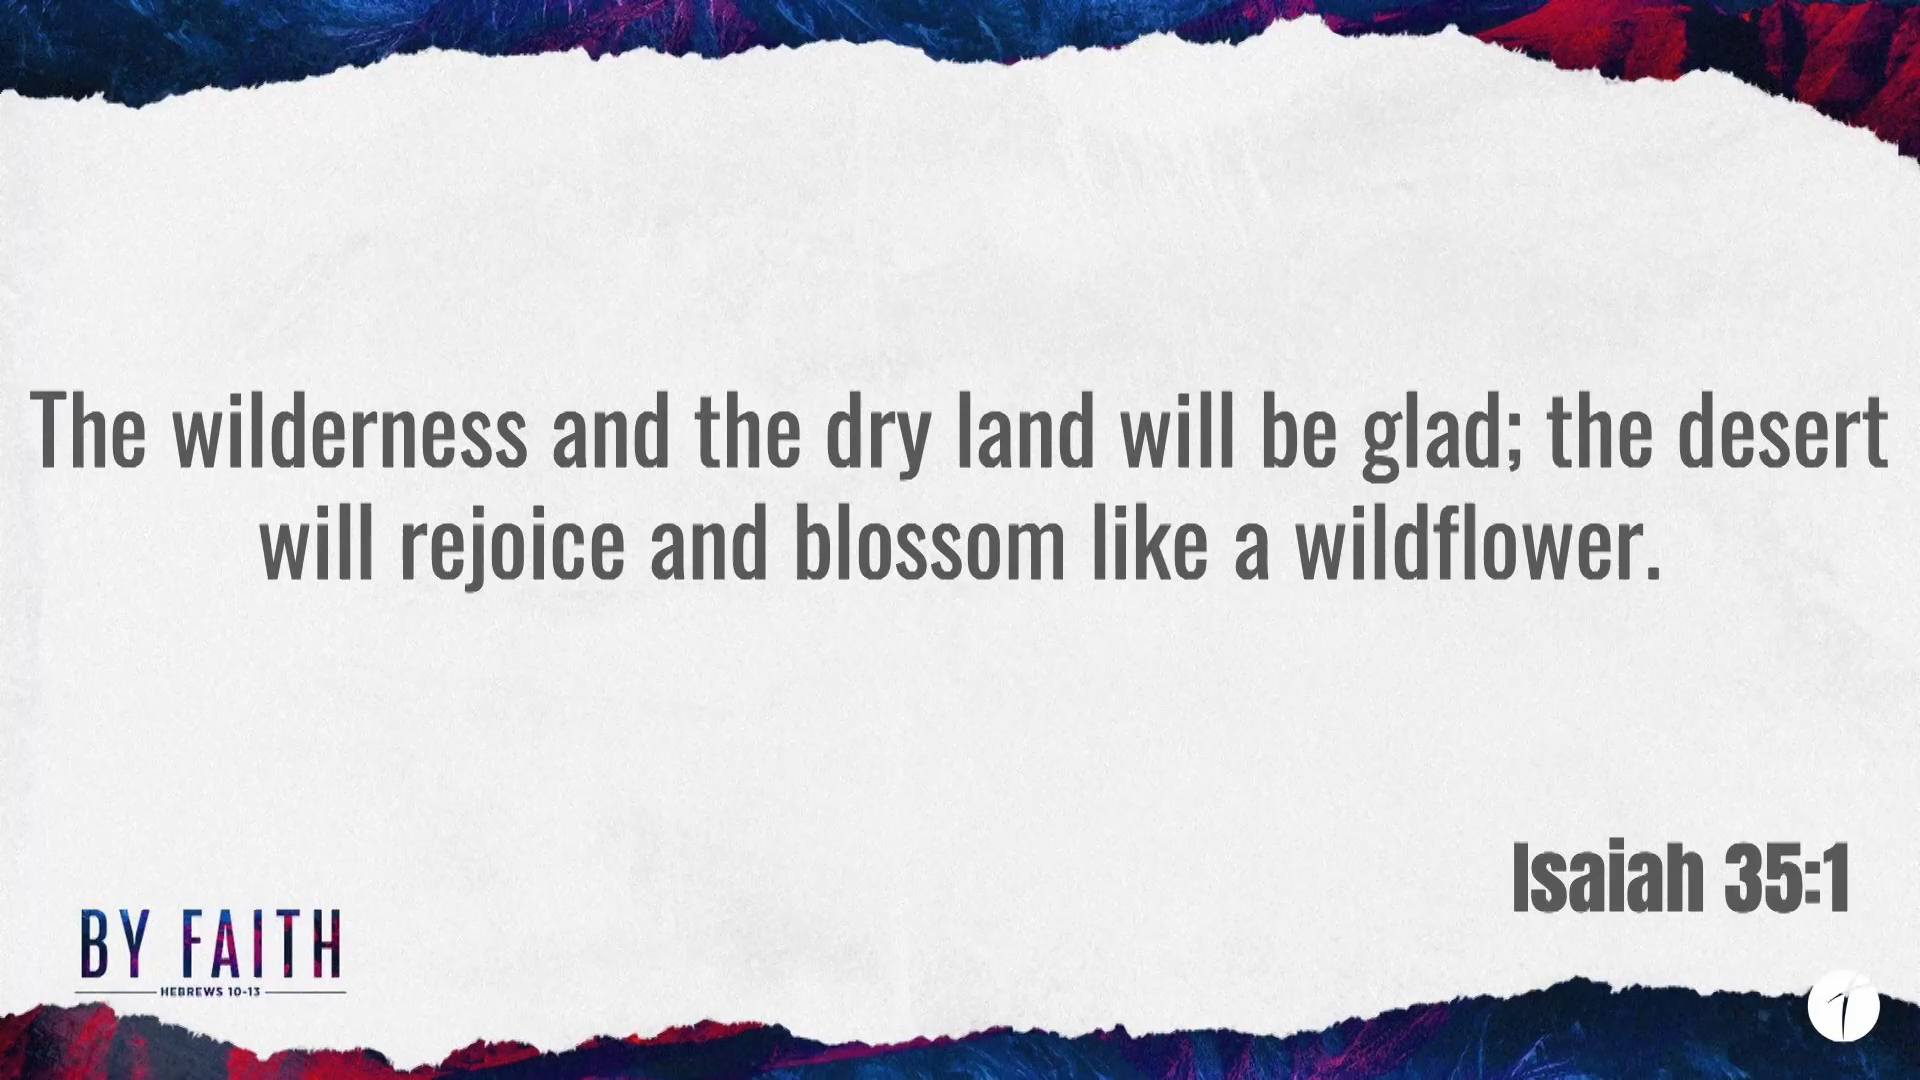 The wilderness and the dry land will be glad; the desert
will rejoice and blossom like a wildflower.
Isaiah 35:1
BY FAITH
HEBREWS 10-13